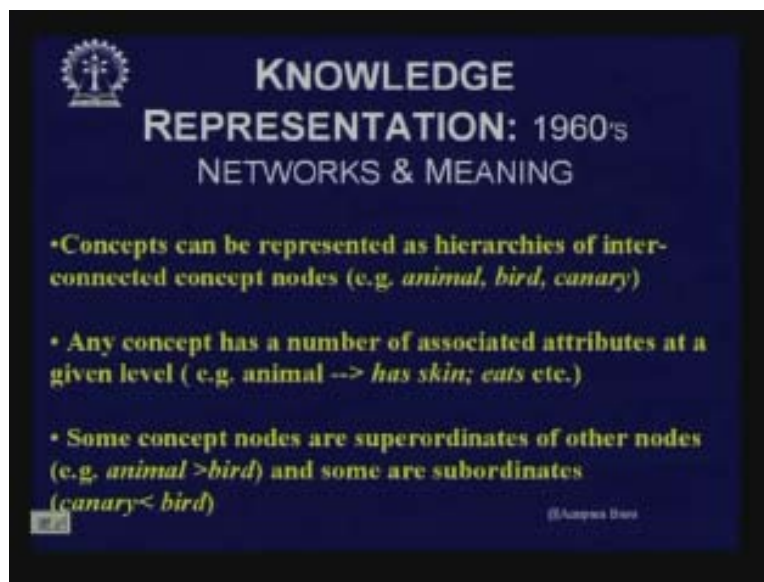 KNOWLEDGE
REPRESENTATION: 1960's
NETWORKS & MEANING
•Concepts can be represented as hierarchies of inter-
connected concept nodes (e.g. animal, bird, canary)
• Any concept has a number of associated attributes at a
given level ( e.g. animal --> has skin; eats etc.)
• Some concept nodes are superordinates of other nodes
(e.g. animal >bird) and some are subordinates
(canary< bird)